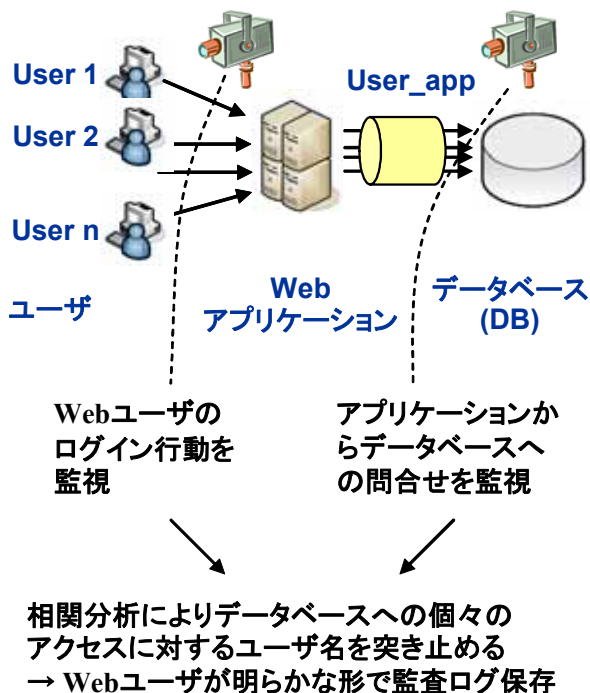 User 1
User_app
User 2
User n
ユーザ
Web
アプリケーション
データベース
(DB)
Webユーザの
ログイン行動を
監視
アプリケーションか
らデータベースへ
の問合せを監視
相関分析によりデータベースへの個々の
アクセスに対するユーザ名を突き止める
→ Webユーザが明らかな形で監査ログ保存